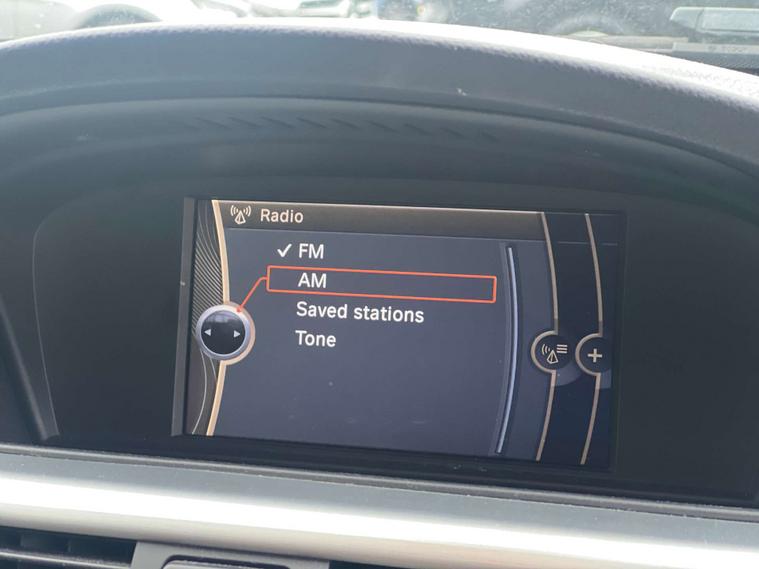 Radio
✓ FM
AM
Saved stations
Tone